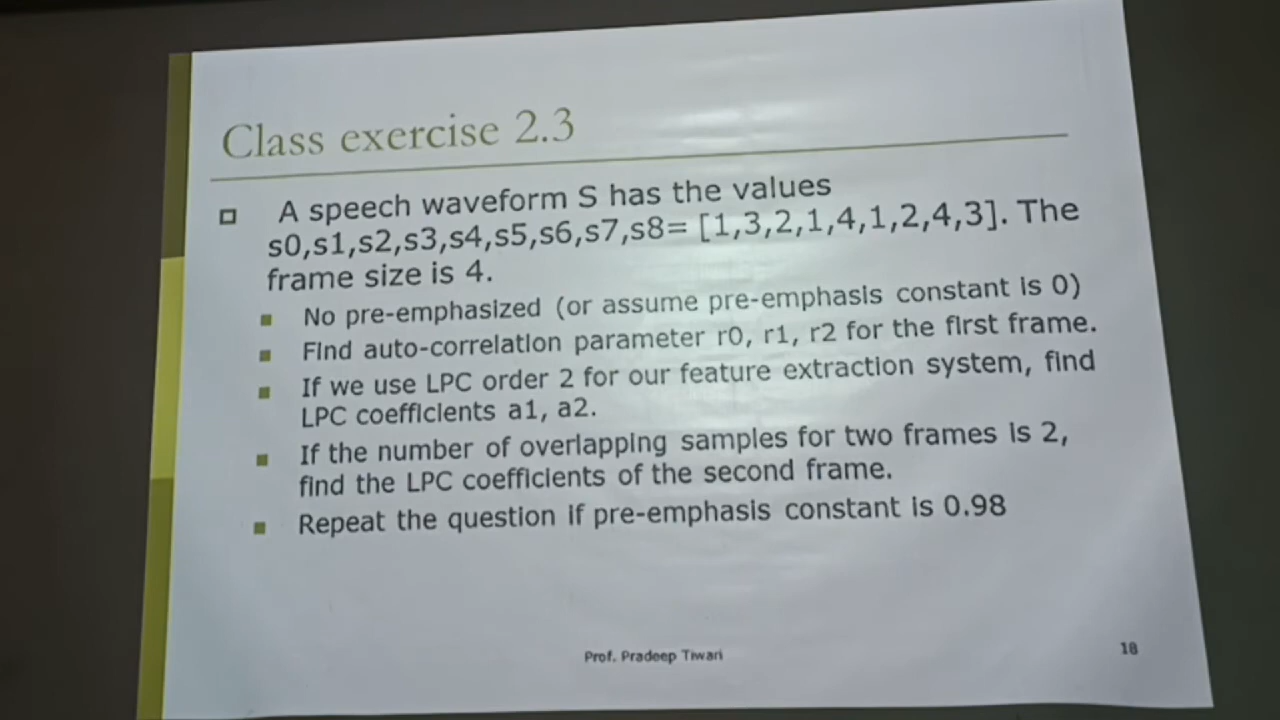 Class exercise 2.3
A speech waveform S has the values
s0,s1,s2,s3,s4,s5,s6,s7,s8= [1,3,2,1,4,1,2,4,3]. The
frame size is 4.
No pre-emphasized (or assume pre-emphasis constant is 0)
Find auto-correlation parameter r0, r1, r2 for the first frame.
If we use LPC order 2 for our feature extraction system, find
LPC coefficients a1, a2.
If the number of overlapping samples for two frames is 2,
find the LPC coefficients of the second frame.
Repeat the question if pre-emphasis constant is 0.98
Prof. Pradeep Tiwari
18